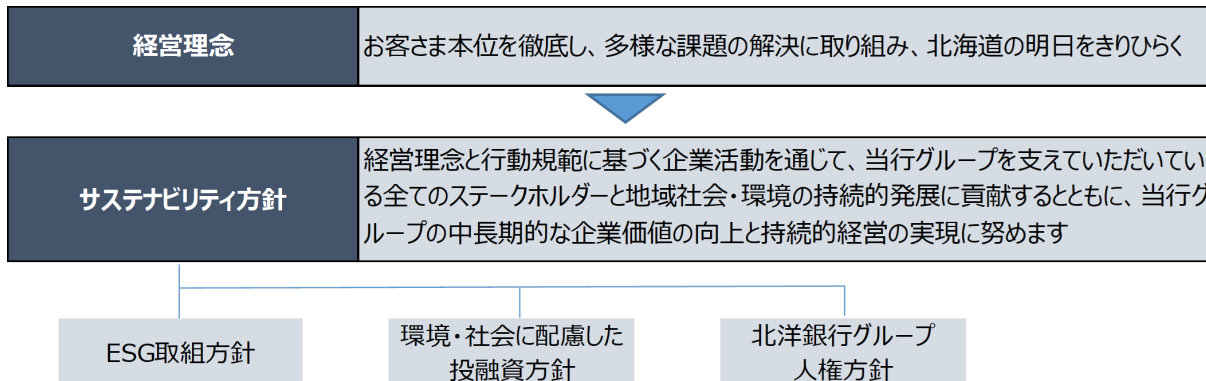 経営理念
お客さま本位を徹底し、多様な課題の解決に取り組み、北海道の明日をきりひらく
サステナビリティ方針
経営理念と行動規範に基づく企業活動を通じて、当行グループを支えていただいてい
る全てのステークホルダーと地域社会・環境の持続的発展に貢献するとともに、当行グ
ループの中長期的な企業価値の向上と持続的経営の実現に努めます
ESG取組方針
環境・社会に配慮した
投融資方針
北洋銀行グループ
人権方針